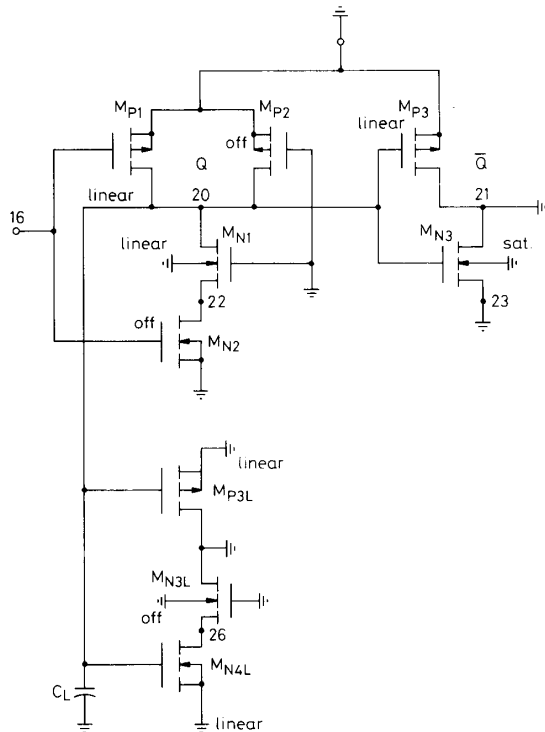 M_P1
M_P2
M_P3
linear
off
Q
Q̅
16
linear
20
21
M_N1
linear
M_N3
sat.
22
23
off
M_N2
linear
M_P3L
M_N3L
off
26
M_N4L
C_L
linear